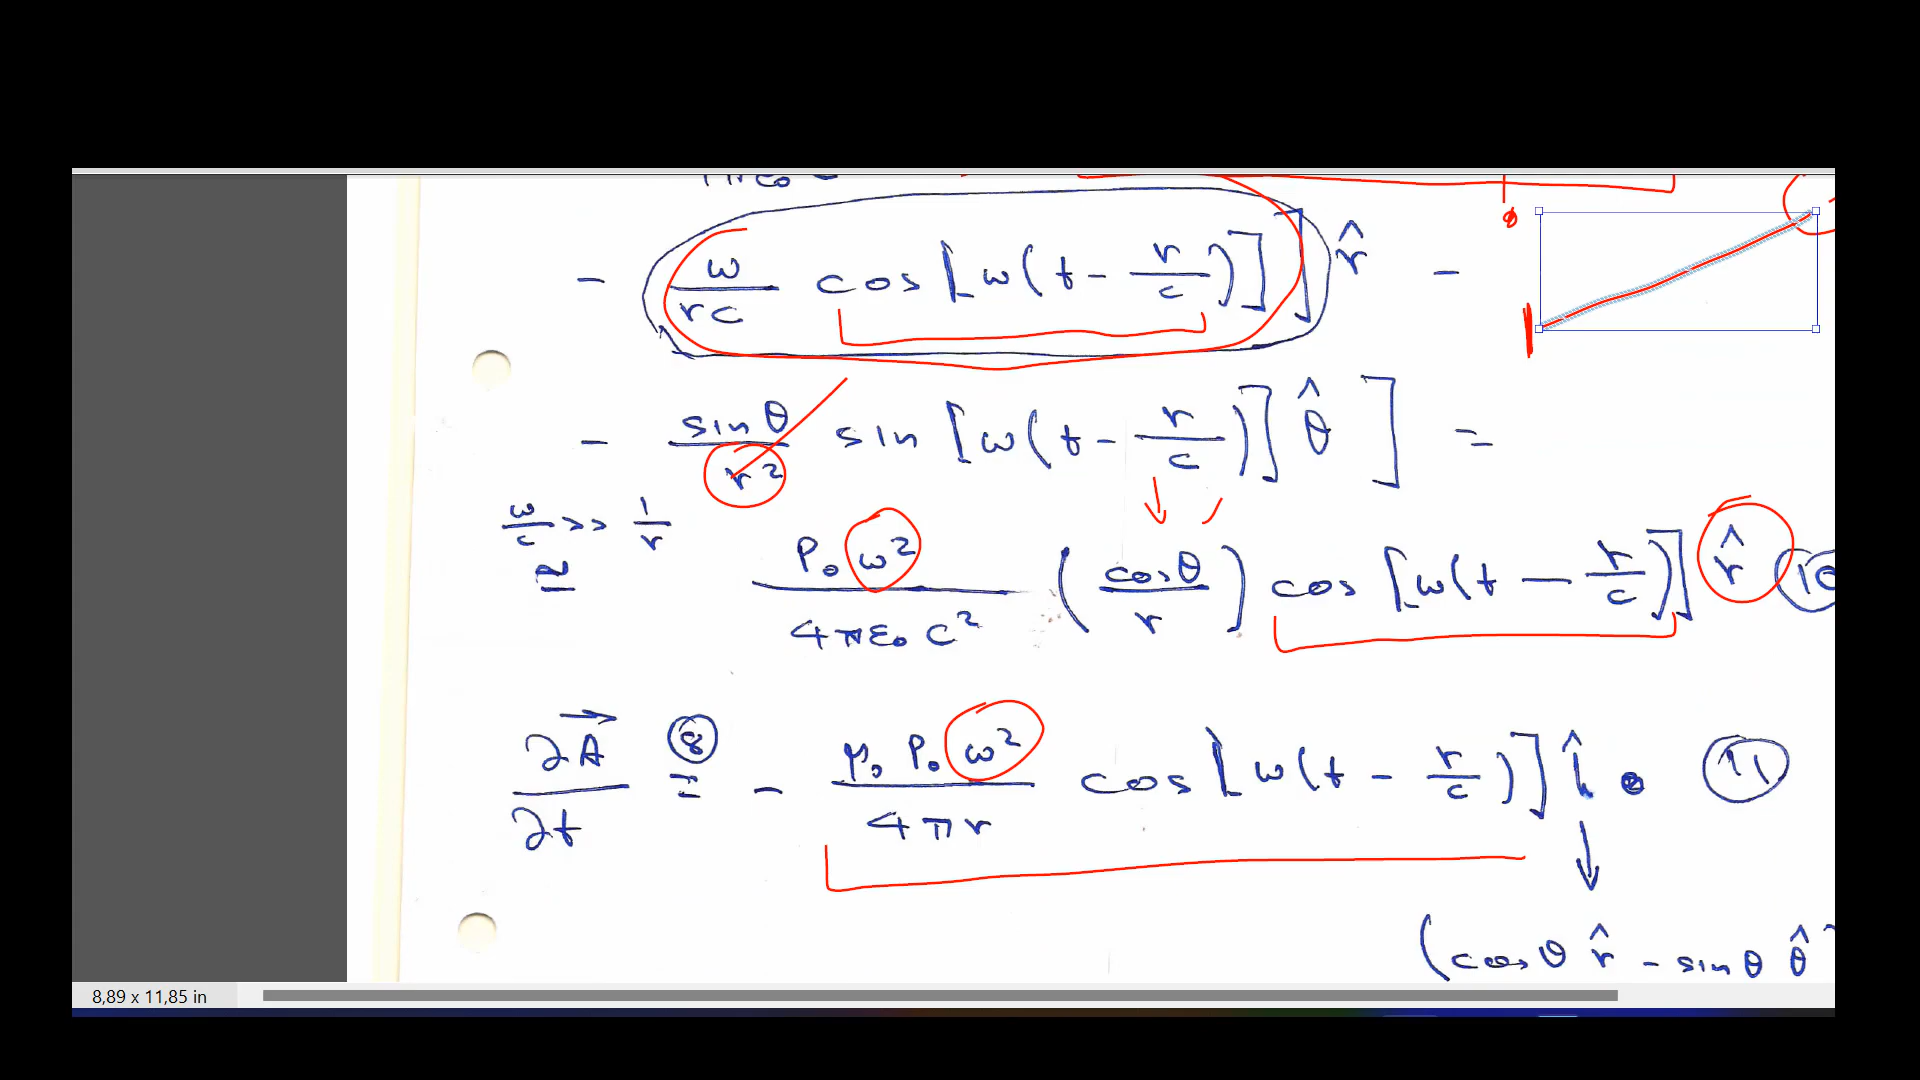 - ω/rc cos[ω(t - r/c)]] r̂ -
- sinθ/r² sin[ω(t - r/c)] θ̂ ] =
ω/c >> 1/r
≃ P₀ω²/4πε₀c² (cosθ/r) cos[ω(t - r/c)] r̂ (10
∂A⃗/∂t ⑧ = - μ₀P₀ω²/4πr cos[ω(t - r/c)] k̂ . ⑪
(cosθ r̂ - sinθ θ̂
8,89 x 11,85 in